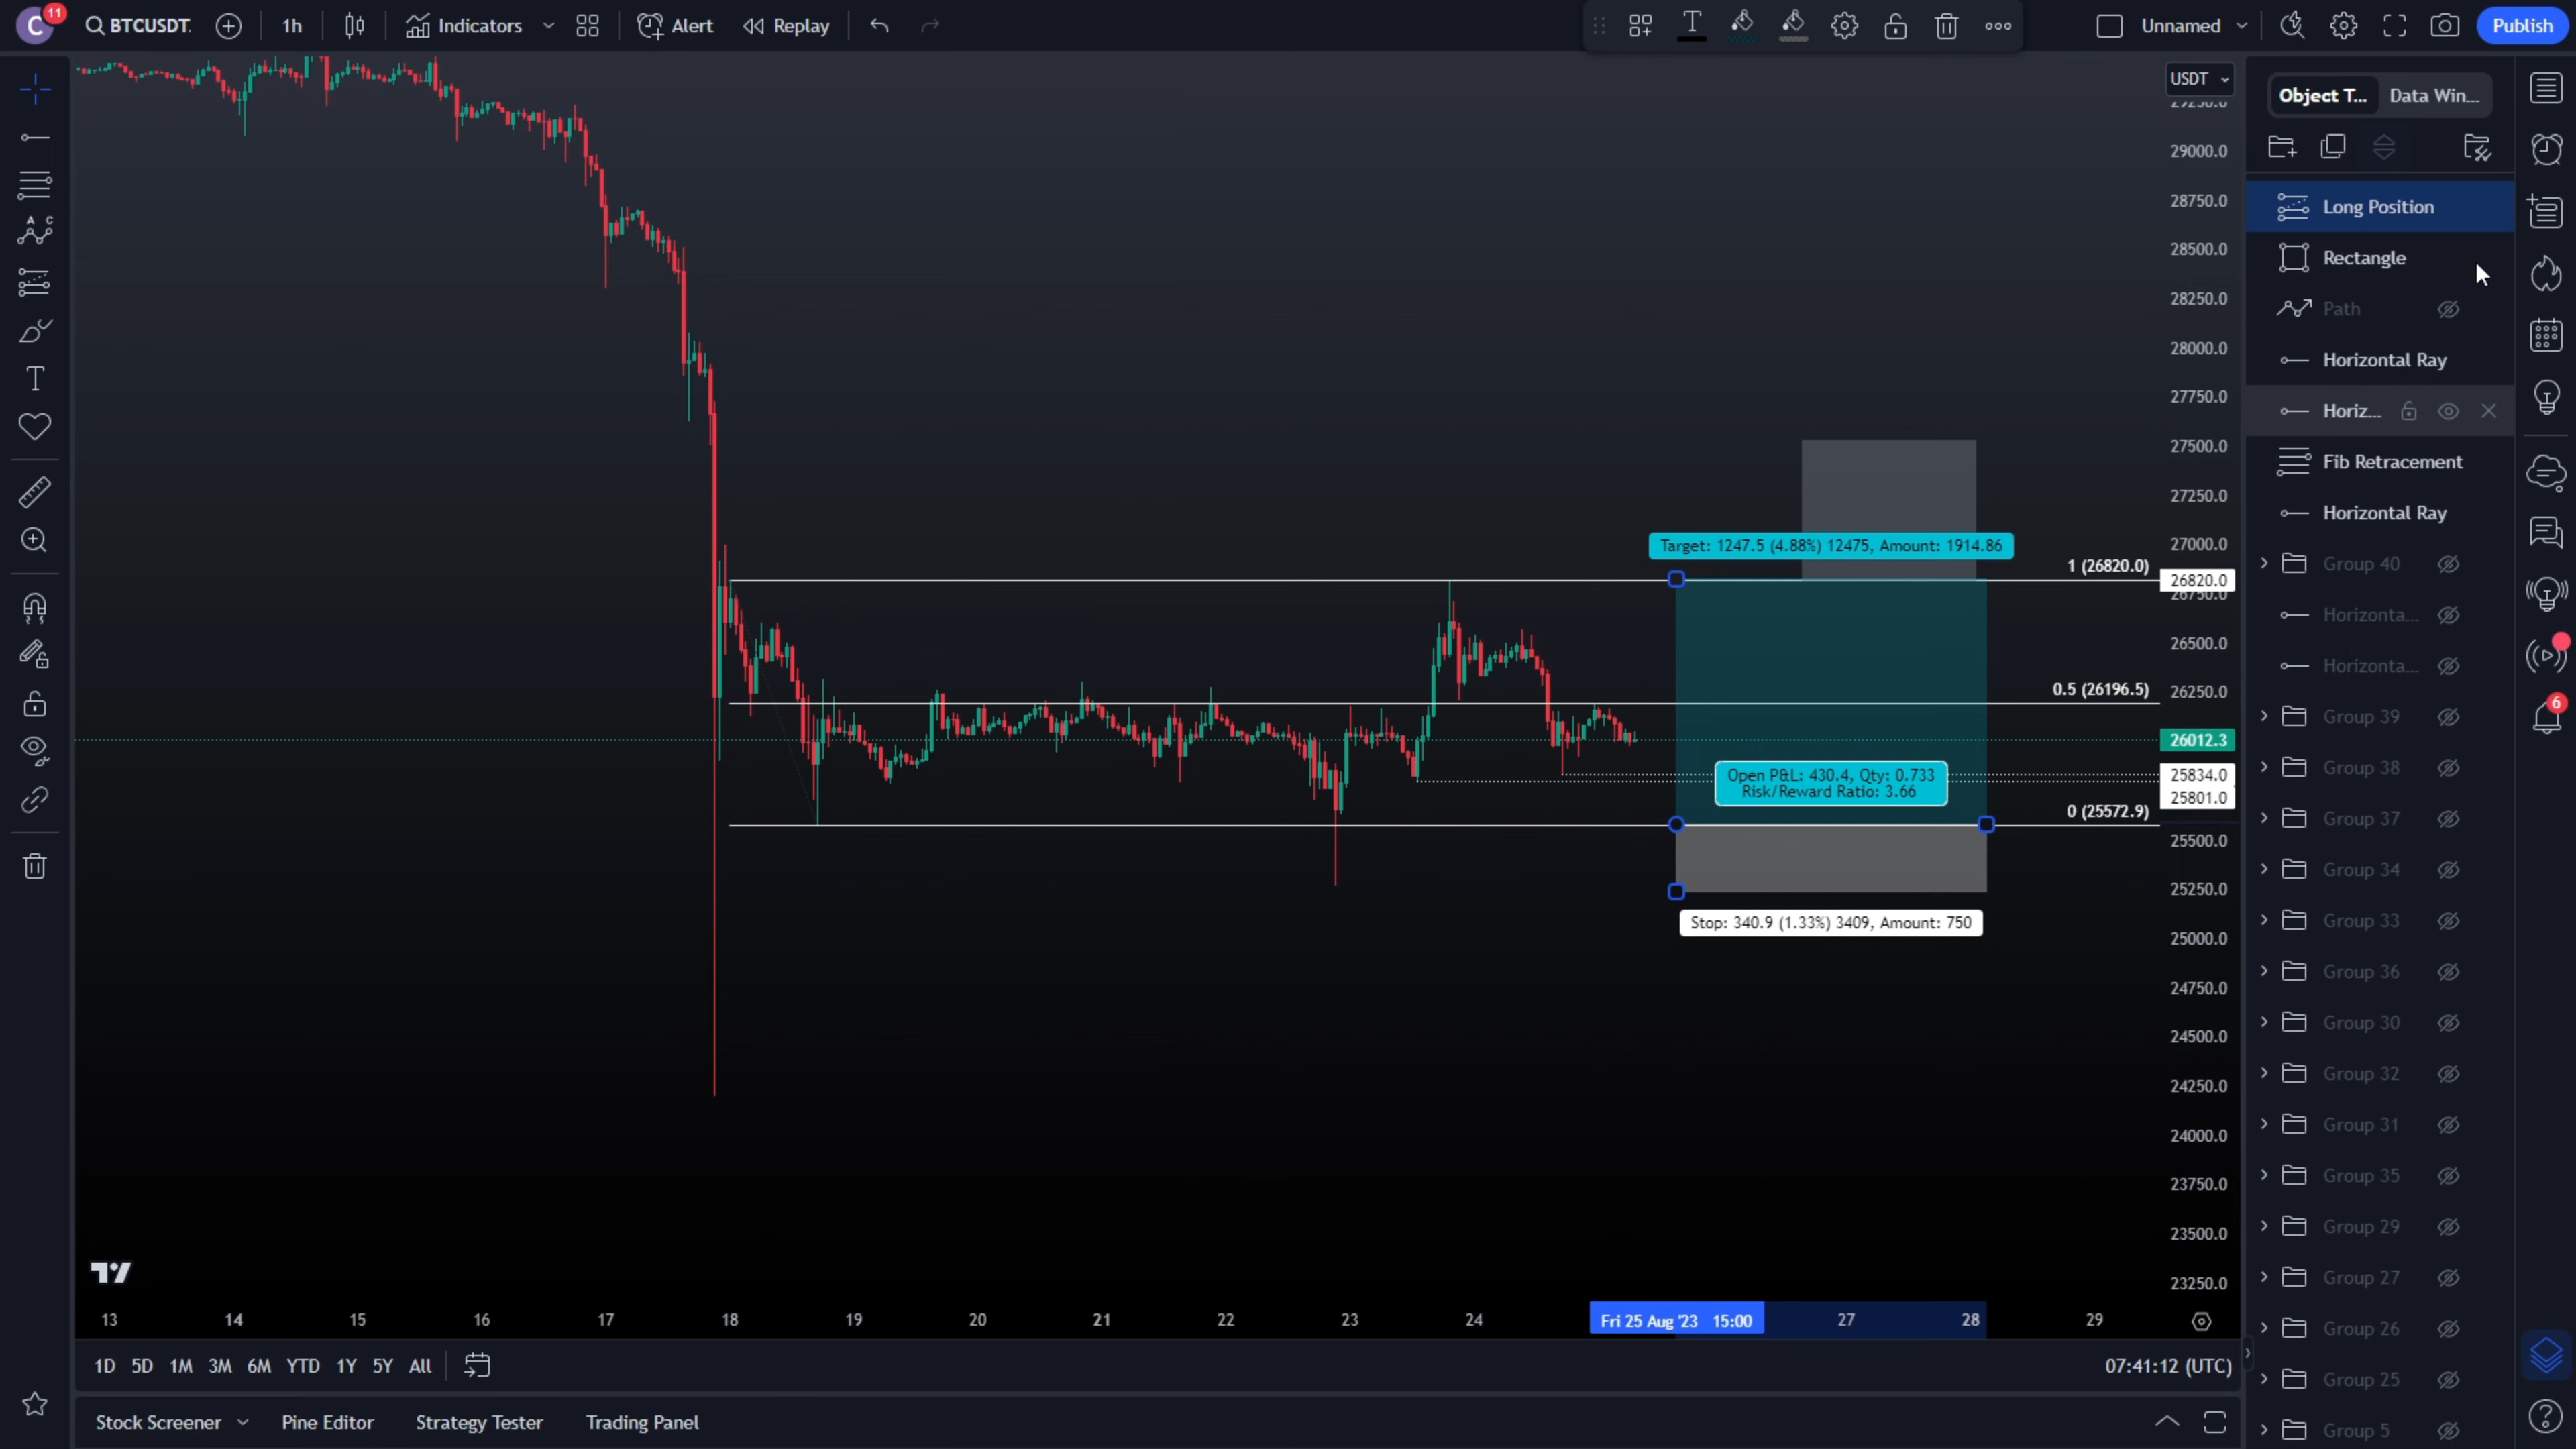 C 11 BTCUSDT. 1h Indicators Alert Replay Unnamed Publish
USDT
Object T... Data Win...
29000.0
28750.0
28500.0
28250.0
28000.0
27750.0
27500.0
27250.0
27000.0
26820.0
26750.0
26500.0
26250.0
26012.3
25834.0
25801.0
25500.0
25250.0
25000.0
24750.0
24500.0
24250.0
24000.0
23750.0
23500.0
23250.0
Target: 1247.5 (4.88%) 12475, Amount: 1914.86
1 (26820.0)
0.5 (26196.5)
Open P&L: 430.4, Qty: 0.733
Risk/Reward Ratio: 3.66
0 (25572.9)
Stop: 340.9 (1.33%) 3409, Amount: 750
Long Position
Rectangle
Path
Horizontal Ray
Horiz...
Fib Retracement
Horizontal Ray
Group 40
Horizonta...
Horizonta...
Group 39
Group 38
Group 37
Group 34
Group 33
Group 36
Group 30
Group 32
Group 31
Group 35
Group 29
Group 27
Group 26
Group 25
Group 5
6
13 14 15 16 17 18 19 20 21 22 23 24 Fri 25 Aug '23 15:00 27 28 29
1D 5D 1M 3M 6M YTD 1Y 5Y All 07:41:12 (UTC)
Stock Screener Pine Editor Strategy Tester Trading Panel